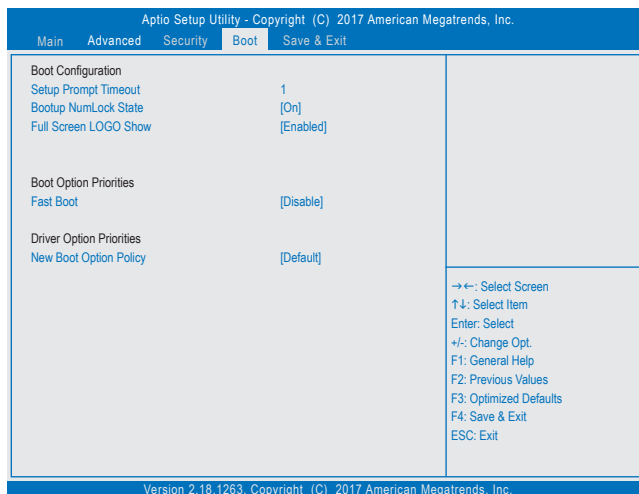 Aptio Setup Utility - Copyright (C) 2017 American Megatrends, Inc.
Main Advanced Security Boot Save & Exit
Boot Configuration
Setup Prompt Timeout 1
Bootup NumLock State [On]
Full Screen LOGO Show [Enabled]
Boot Option Priorities
Fast Boot [Disable]
Driver Option Priorities
New Boot Option Policy [Default]
→←: Select Screen
↑↓: Select Item
Enter: Select
+/-: Change Opt.
F1: General Help
F2: Previous Values
F3: Optimized Defaults
F4: Save & Exit
ESC: Exit
Version 2.18.1263. Copyright (C) 2017 American Megatrends, Inc.